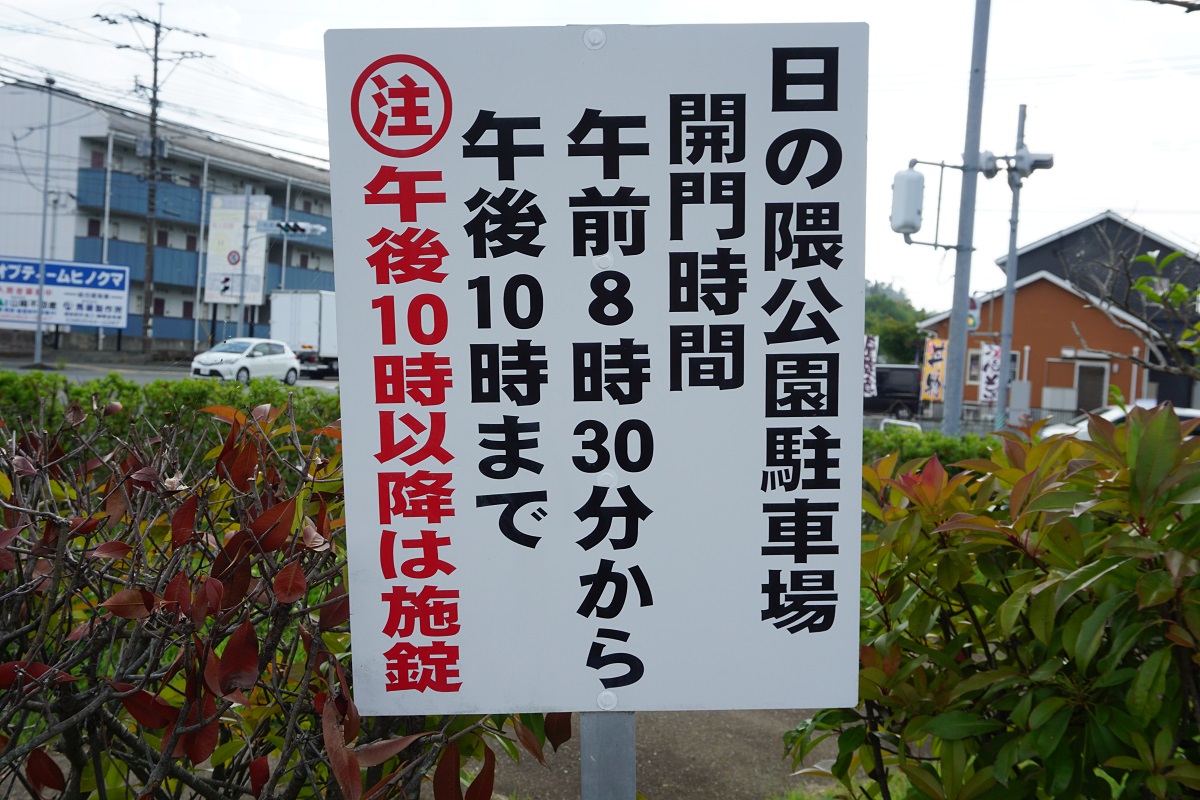 日の隈公園駐車場
開門時間
午前8時30分から
午後10時まで
注午後10時以降は施錠
オプティームヒノクマ